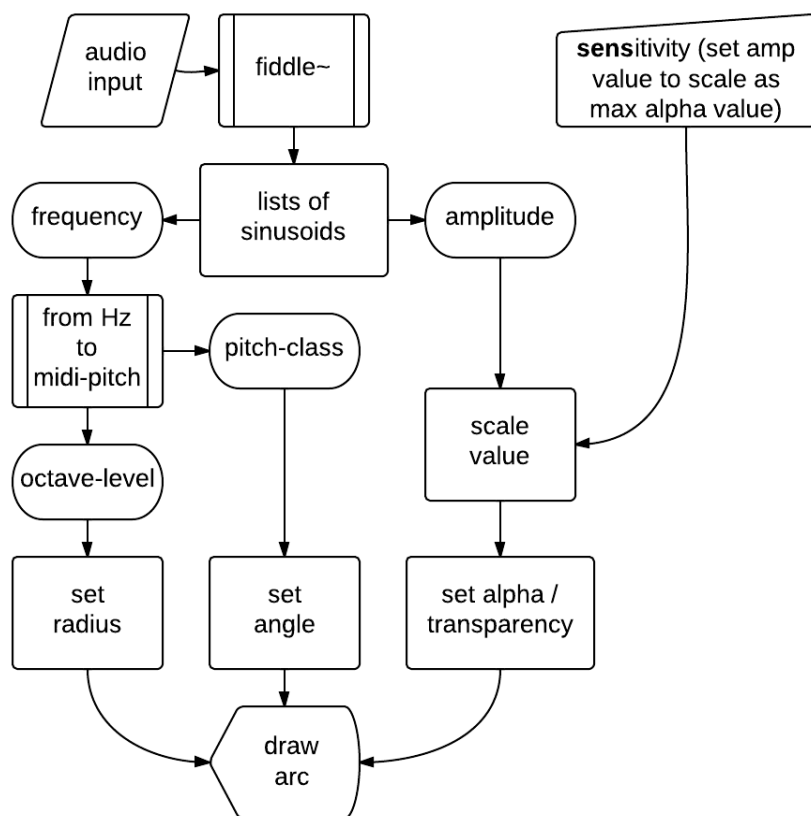 audio
input
fiddle~
sensitivity (set amp
value to scale as
max alpha value)
lists of
sinusoids
frequency
amplitude
from Hz
to
midi-pitch
pitch-class
scale
value
octave-level
set
radius
set
angle
set alpha /
transparency
draw
arc